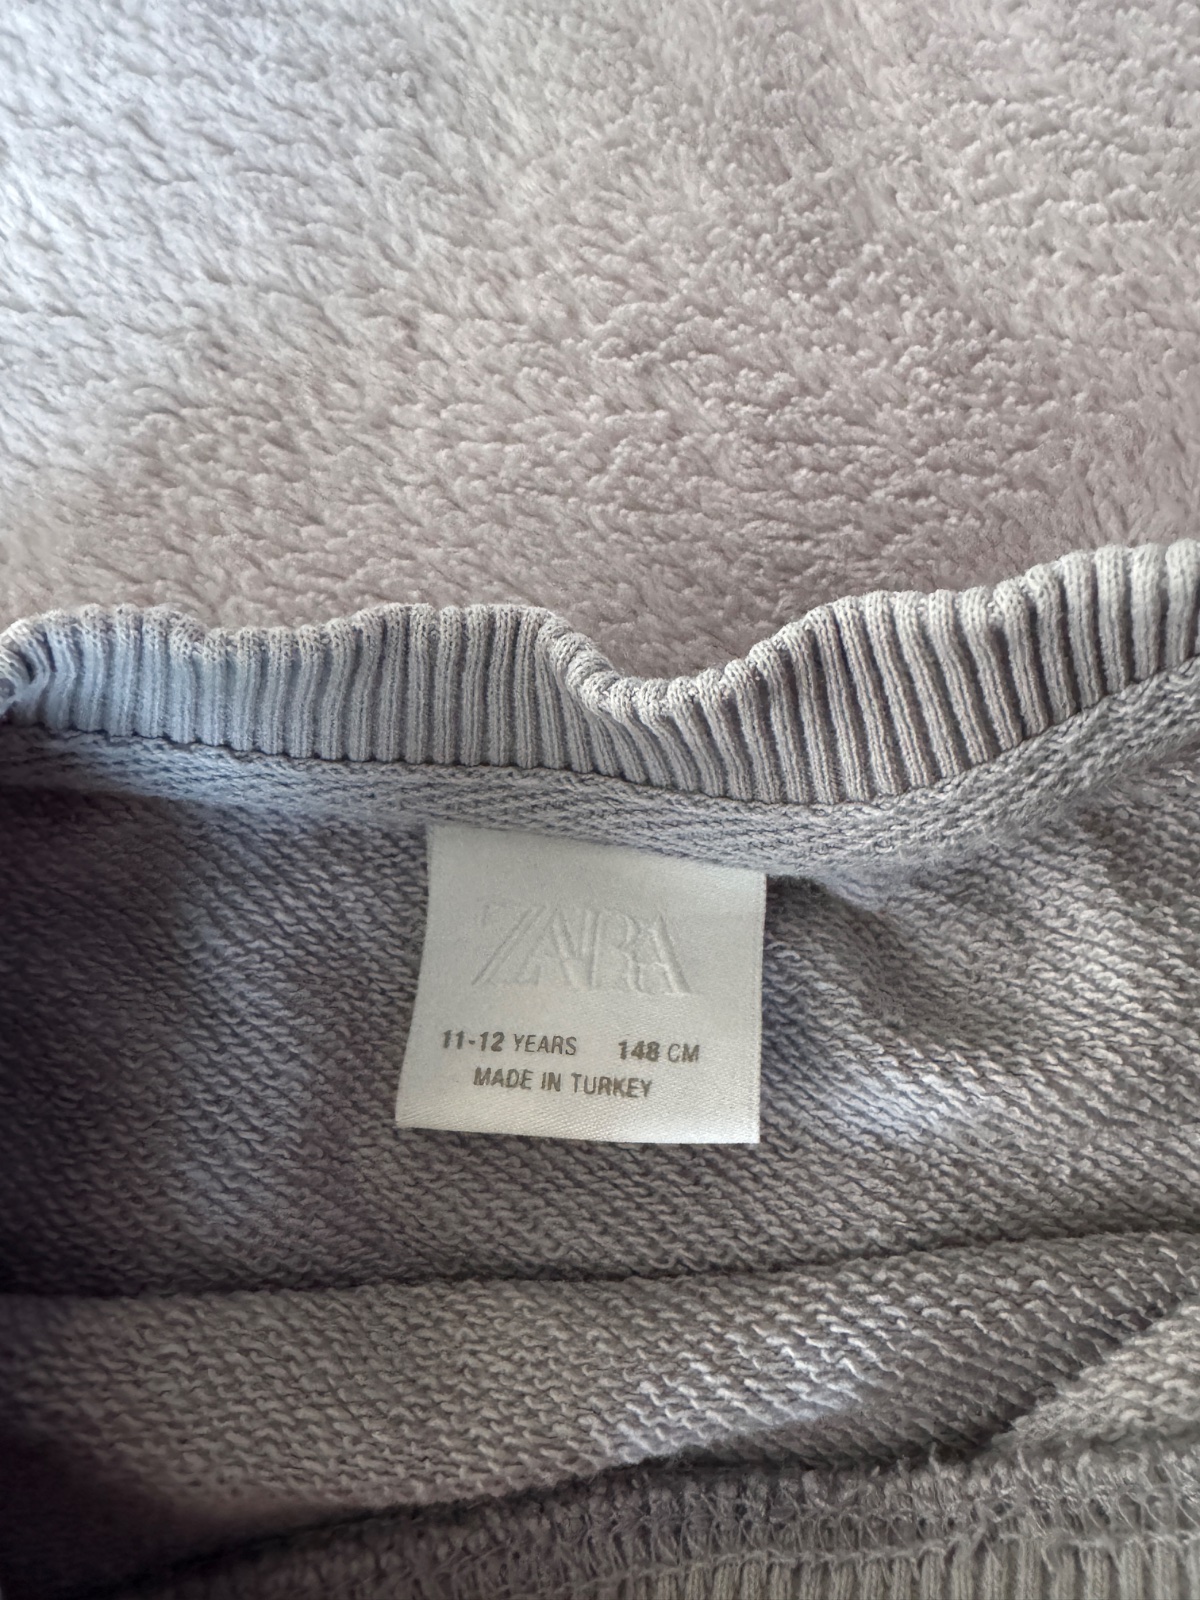 ZARA
11-12 YEARS 148 CM
MADE IN TURKEY